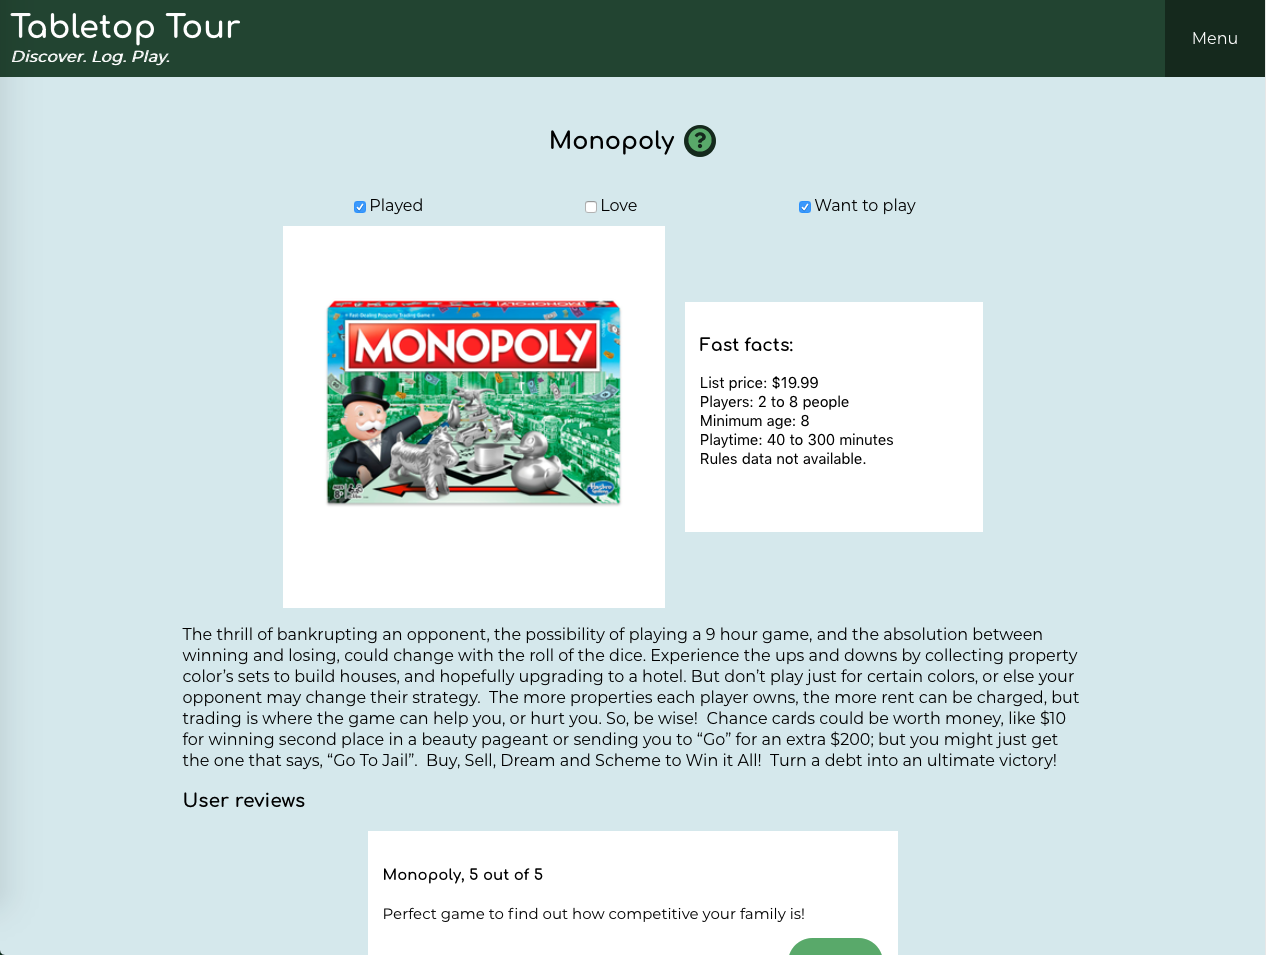 Tabletop Tour
Discover. Log. Play.
Menu
Monopoly ?
Played
Love
Want to play
Fast-Dealing Property Trading Game
MONOPOLY
Hasbro
Fast facts:
List price: $19.99
Players: 2 to 8 people
Minimum age: 8
Playtime: 40 to 300 minutes
Rules data not available.
The thrill of bankrupting an opponent, the possibility of playing a 9 hour game, and the absolution between
winning and losing, could change with the roll of the dice. Experience the ups and downs by collecting property
color’s sets to build houses, and hopefully upgrading to a hotel. But don’t play just for certain colors, or else your
opponent may change their strategy.  The more properties each player owns, the more rent can be charged, but
trading is where the game can help you, or hurt you. So, be wise!  Chance cards could be worth money, like $10
for winning second place in a beauty pageant or sending you to “Go” for an extra $200; but you might just get
the one that says, “Go To Jail”.  Buy, Sell, Dream and Scheme to Win it All!  Turn a debt into an ultimate victory!
User reviews
Monopoly, 5 out of 5
Perfect game to find out how competitive your family is!